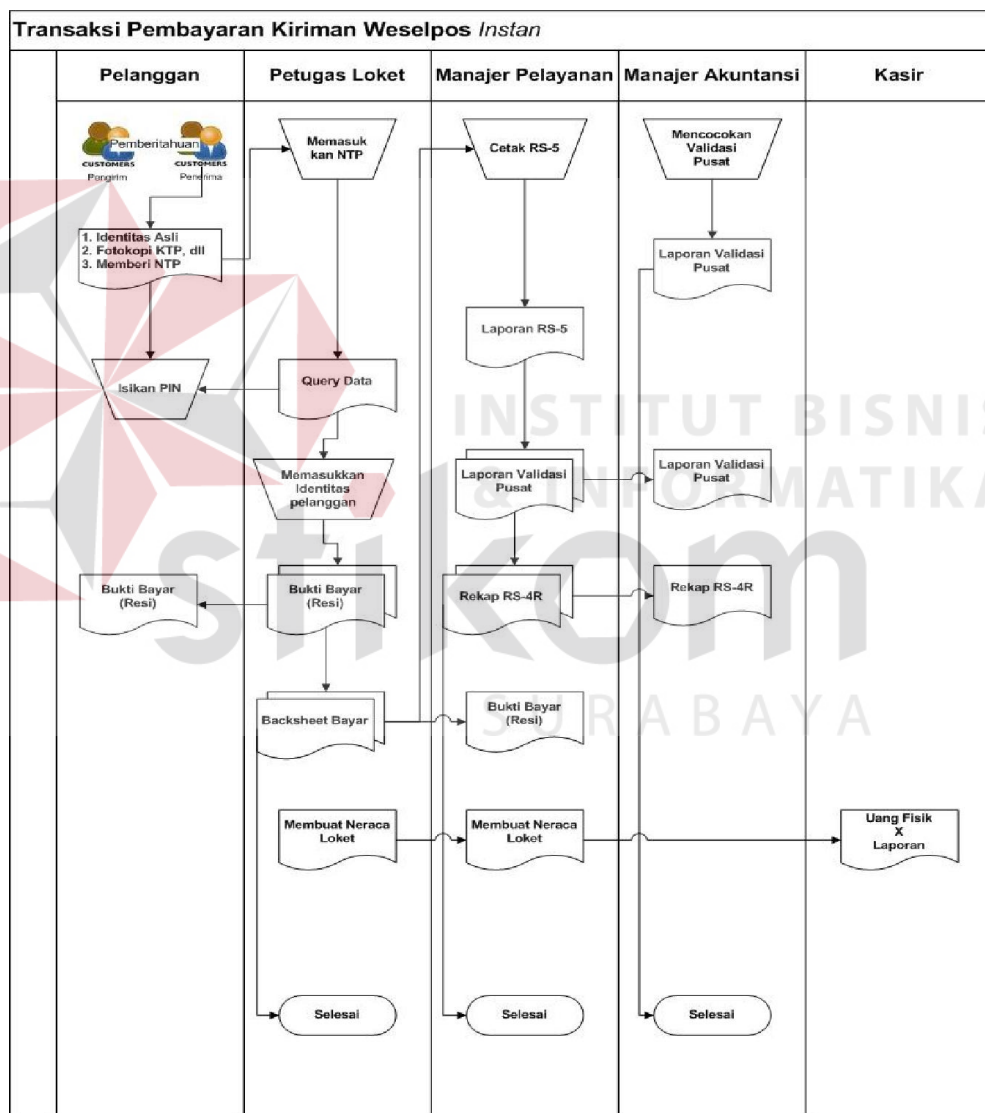 Transaksi Pembayaran Kiriman Weselpos Instan
Pelanggan
Petugas Loket
Manajer Pelayanan
Manajer Akuntansi
Kasir
Pemberitahuan
CUSTOMERS
CUSTOMERS
Pengirim
Penerima
1. Identitas Asli
2. Fotokopi KTP, dll
3. Memberi NTP
Isikan PIN
Bukti Bayar
(Resi)
Memasuk
kan NTP
Query Data
Memasukkan
Identitas
pelanggan
Bukti Bayar
(Resi)
Backsheet Bayar
Membuat Neraca
Loket
Selesai
Cetak RS-5
Laporan RS-5
Laporan Validasi
Pusat
Rekap RS-4R
Bukti Bayar
(Resi)
Membuat Neraca
Loket
Selesai
Mencocokan
Validasi
Pusat
Laporan Validasi
Pusat
Laporan Validasi
Pusat
Rekap RS-4R
Selesai
Uang Fisik
X
Laporan
INSTITUT BISNIS
& INFORMATIKA
stikom
SURABAYA